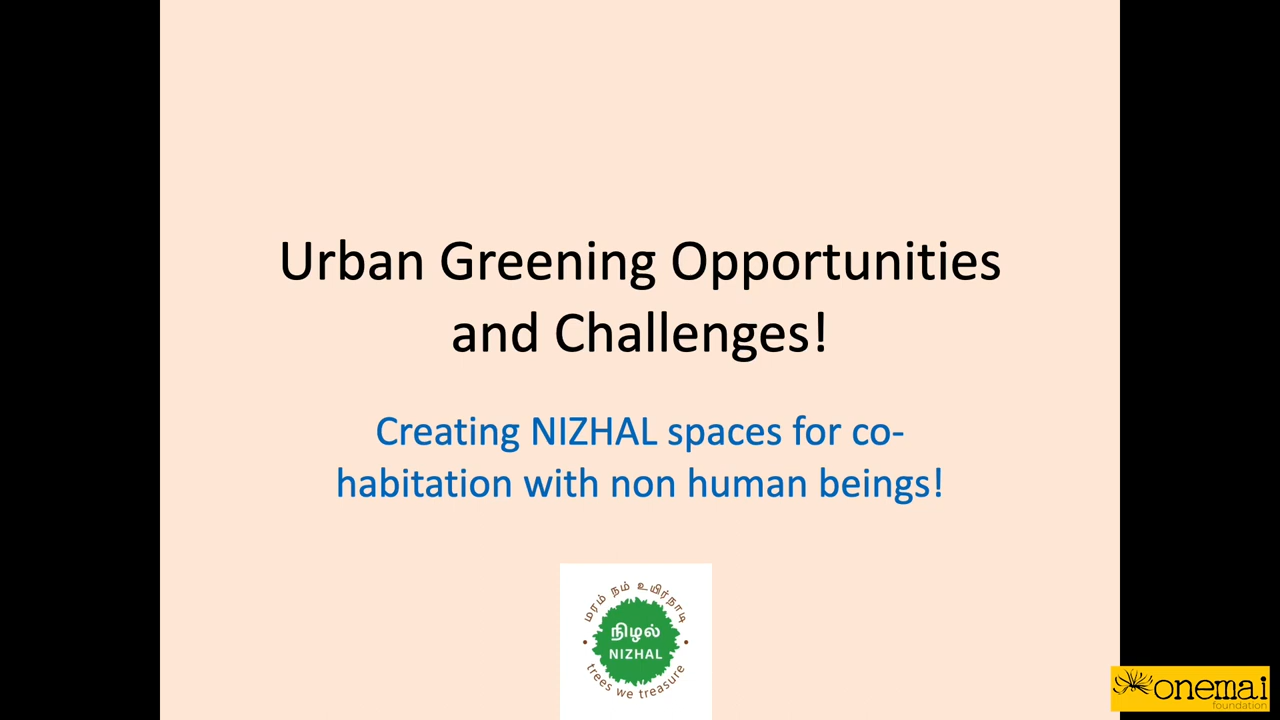 Urban Greening Opportunities
and Challenges!
Creating NIZHAL spaces for co-
habitation with non human beings!
மரம் நம் உயிர்நாடி
நிழல்
NIZHAL
trees we treasure
onemai
foundation